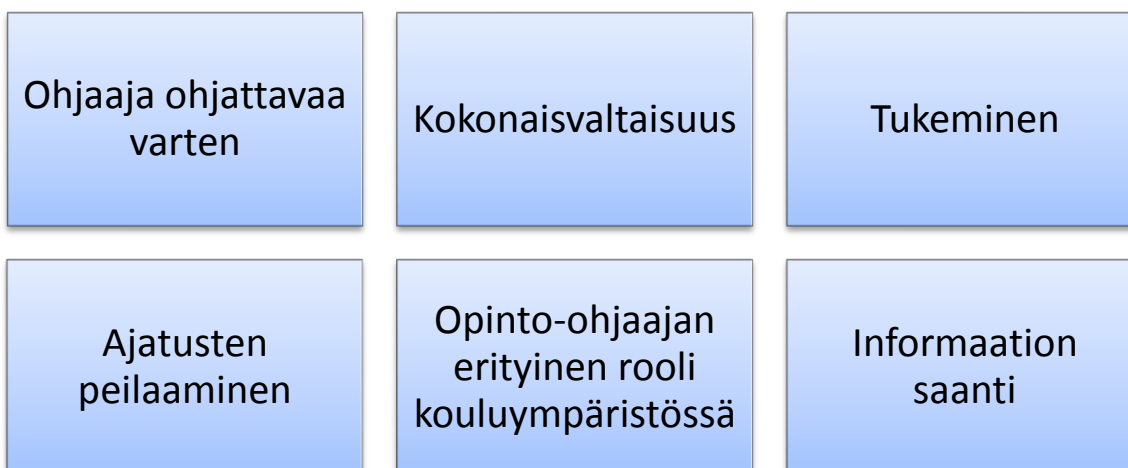 Ohjaaja ohjattavaa
varten
Kokonaisvaltaisuus
Tukeminen
Ajatusten
peilaaminen
Opinto-ohjaajan
erityinen rooli
kouluympäristössä
Informaation
saanti